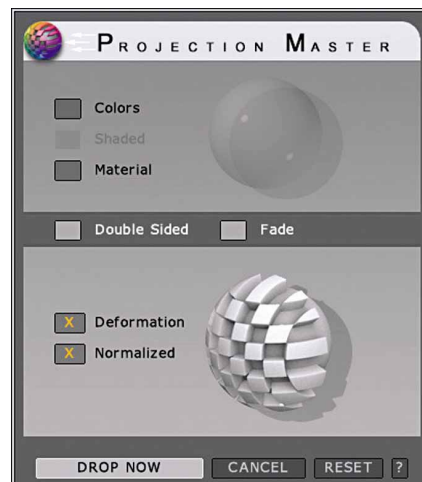 Projection Master
Colors
Shaded
Material
Double Sided Fade
X Deformation
X Normalized
DROP NOW CANCEL RESET ?